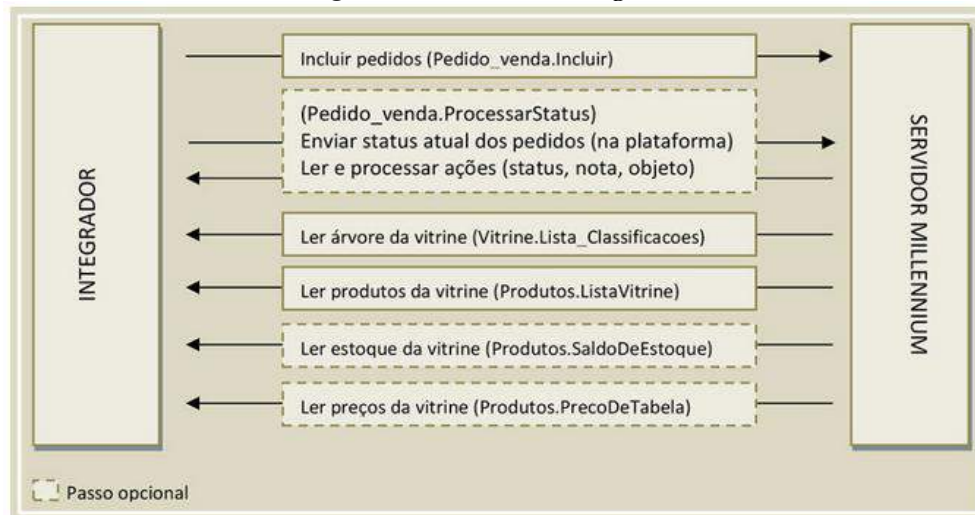 INTEGRADOR
Incluir pedidos (Pedido_venda.Incluir)
(Pedido_venda.ProcessarStatus)
Enviar status atual dos pedidos (na plataforma)
Ler e processar ações (status, nota, objeto)
Ler árvore da vitrine (Vitrine.Lista_Classificacoes)
Ler produtos da vitrine (Produtos.ListaVitrine)
Ler estoque da vitrine (Produtos.SaldoDeEstoque)
Ler preços da vitrine (Produtos.PrecoDeTabela)
SERVIDOR MILLENNIUM
Passo opcional